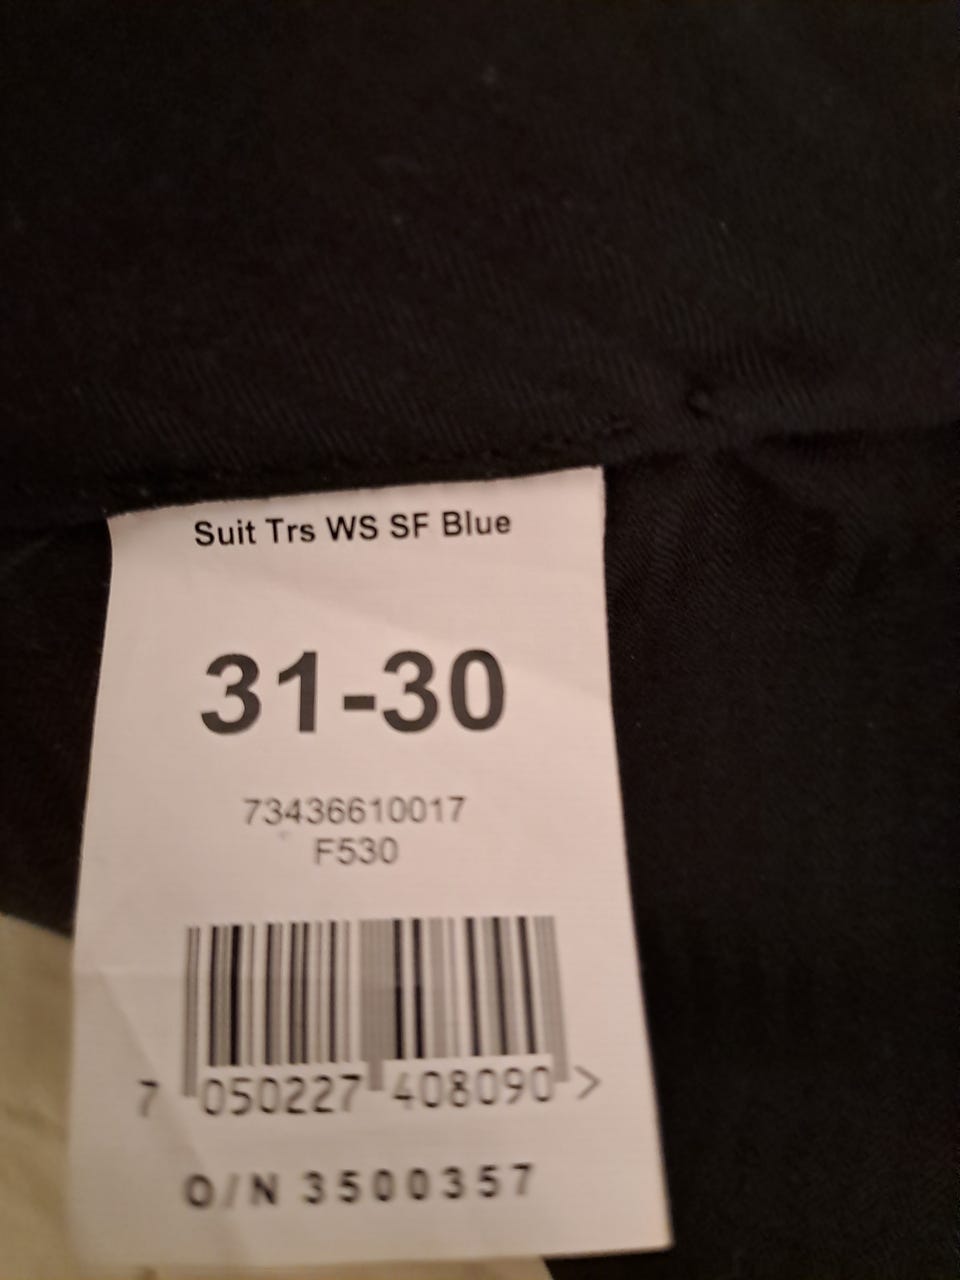 Suit Trs WS SF Blue
31-30
73436610017
F530
7 050227 408090 >
O/N 3500357